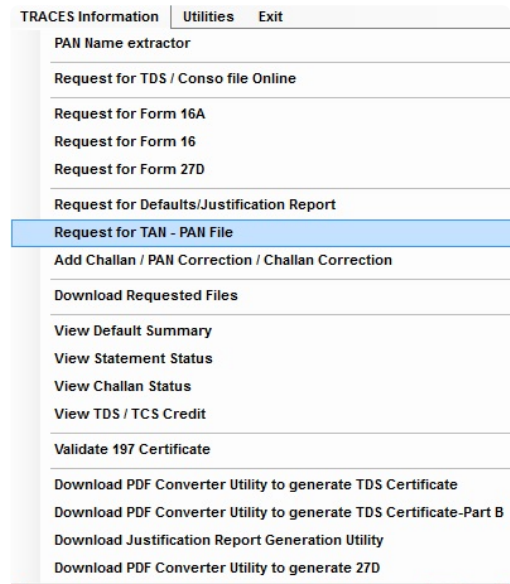 TRACES Information Utilities Exit
PAN Name extractor
Request for TDS / Conso file Online
Request for Form 16A
Request for Form 16
Request for Form 27D
Request for Defaults/Justification Report
Request for TAN - PAN File
Add Challan / PAN Correction / Challan Correction
Download Requested Files
View Default Summary
View Statement Status
View Challan Status
View TDS / TCS Credit
Validate 197 Certificate
Download PDF Converter Utility to generate TDS Certificate
Download PDF Converter Utility to generate TDS Certificate-Part B
Download Justification Report Generation Utility
Download PDF Converter Utility to generate 27D